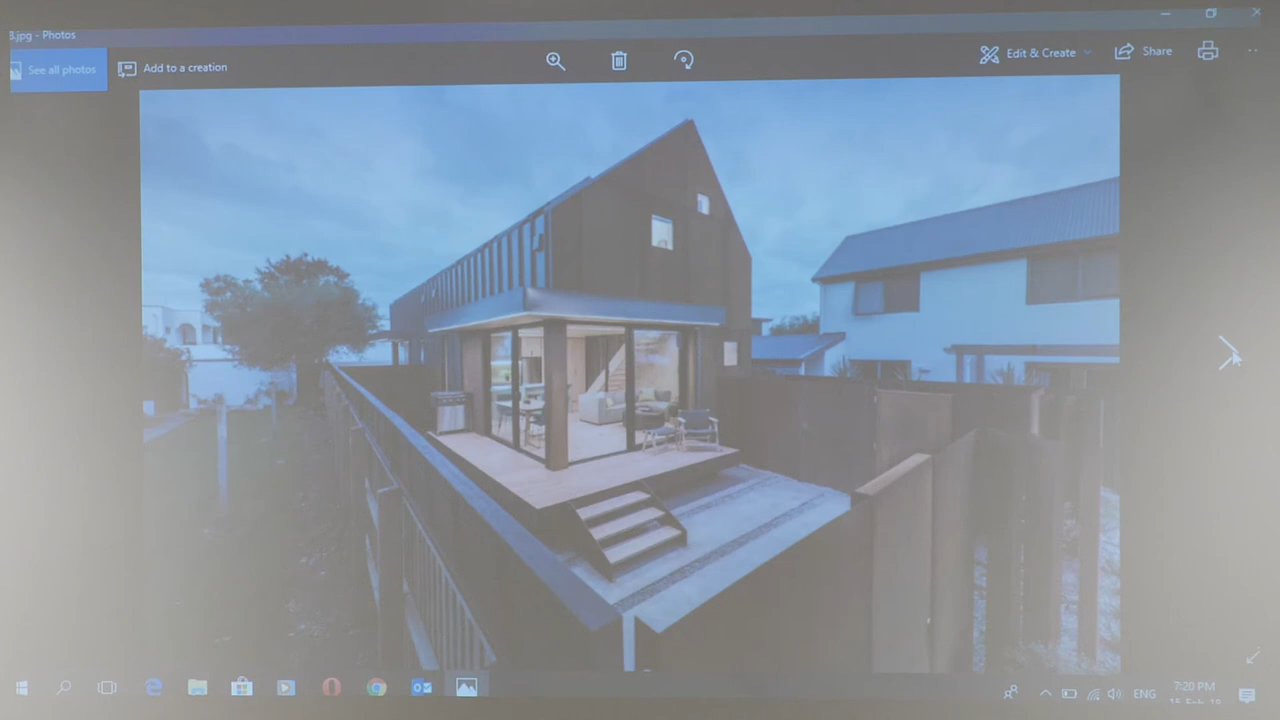 8.jpg - Photos
See all photos
Add to a creation
Edit & Create
Share
ENG
7:20 PM